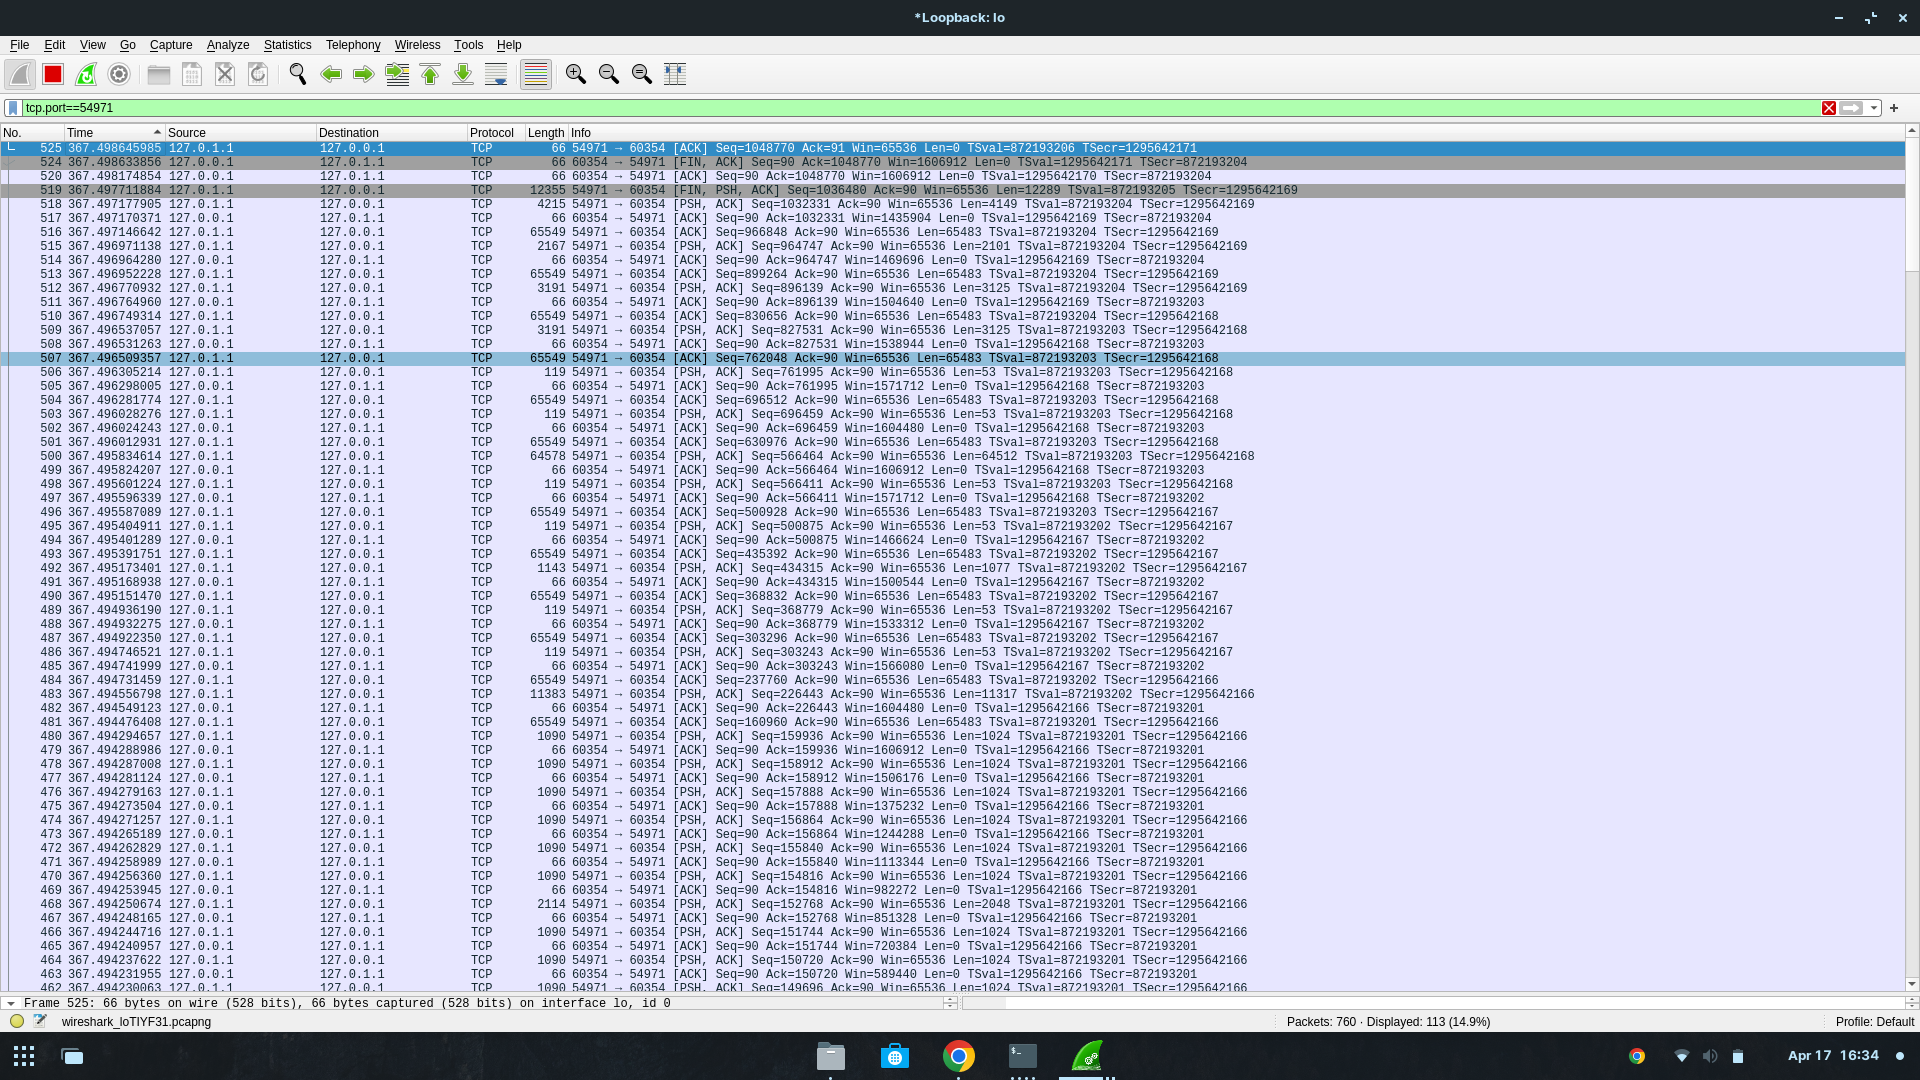 *Loopback: lo
File Edit View Go Capture Analyze Statistics Telephony Wireless Tools Help
tcp.port==54971
No. Time Source Destination Protocol Length Info
525 367.498645985 127.0.1.1 127.0.0.1 TCP 66 54971 → 60354 [ACK] Seq=1048770 Ack=91 Win=65536 Len=0 TSval=872193206 TSecr=1295642171
524 367.498633856 127.0.0.1 127.0.1.1 TCP 66 60354 → 54971 [FIN, ACK] Seq=90 Ack=1048770 Win=1606912 Len=0 TSval=1295642171 TSecr=872193204
520 367.498174854 127.0.0.1 127.0.1.1 TCP 66 60354 → 54971 [ACK] Seq=90 Ack=1048770 Win=1606912 Len=0 TSval=1295642170 TSecr=872193204
519 367.497711884 127.0.1.1 127.0.0.1 TCP 12355 54971 → 60354 [FIN, PSH, ACK] Seq=1036480 Ack=90 Win=65536 Len=12289 TSval=872193205 TSecr=1295642169
518 367.497177905 127.0.1.1 127.0.0.1 TCP 4215 54971 → 60354 [PSH, ACK] Seq=1032331 Ack=90 Win=65536 Len=4149 TSval=872193204 TSecr=1295642169
517 367.497170371 127.0.0.1 127.0.1.1 TCP 66 60354 → 54971 [ACK] Seq=90 Ack=1032331 Win=1435904 Len=0 TSval=1295642169 TSecr=872193204
516 367.497146642 127.0.1.1 127.0.0.1 TCP 65549 54971 → 60354 [ACK] Seq=966848 Ack=90 Win=65536 Len=65483 TSval=872193204 TSecr=1295642169
515 367.496971138 127.0.1.1 127.0.0.1 TCP 2167 54971 → 60354 [PSH, ACK] Seq=964747 Ack=90 Win=65536 Len=2101 TSval=872193204 TSecr=1295642169
514 367.496964280 127.0.0.1 127.0.1.1 TCP 66 60354 → 54971 [ACK] Seq=90 Ack=964747 Win=1469696 Len=0 TSval=1295642169 TSecr=872193204
513 367.496952228 127.0.1.1 127.0.0.1 TCP 65549 54971 → 60354 [ACK] Seq=899264 Ack=90 Win=65536 Len=65483 TSval=872193204 TSecr=1295642169
512 367.496770932 127.0.1.1 127.0.0.1 TCP 3191 54971 → 60354 [PSH, ACK] Seq=896139 Ack=90 Win=65536 Len=3125 TSval=872193204 TSecr=1295642169
511 367.496764960 127.0.0.1 127.0.1.1 TCP 66 60354 → 54971 [ACK] Seq=90 Ack=896139 Win=1504640 Len=0 TSval=1295642169 TSecr=872193203
510 367.496749314 127.0.1.1 127.0.0.1 TCP 65549 54971 → 60354 [ACK] Seq=830656 Ack=90 Win=65536 Len=65483 TSval=872193204 TSecr=1295642168
509 367.496537057 127.0.1.1 127.0.0.1 TCP 3191 54971 → 60354 [PSH, ACK] Seq=827531 Ack=90 Win=65536 Len=3125 TSval=872193203 TSecr=1295642168
508 367.496531263 127.0.0.1 127.0.1.1 TCP 66 60354 → 54971 [ACK] Seq=90 Ack=827531 Win=1538944 Len=0 TSval=1295642168 TSecr=872193203
507 367.496509357 127.0.1.1 127.0.0.1 TCP 65549 54971 → 60354 [ACK] Seq=762048 Ack=90 Win=65536 Len=65483 TSval=872193203 TSecr=1295642168
506 367.496305214 127.0.1.1 127.0.0.1 TCP 119 54971 → 60354 [PSH, ACK] Seq=761995 Ack=90 Win=65536 Len=53 TSval=872193203 TSecr=1295642168
505 367.496298005 127.0.0.1 127.0.1.1 TCP 66 60354 → 54971 [ACK] Seq=90 Ack=761995 Win=1571712 Len=0 TSval=1295642168 TSecr=872193203
504 367.496281774 127.0.1.1 127.0.0.1 TCP 65549 54971 → 60354 [ACK] Seq=696512 Ack=90 Win=65536 Len=65483 TSval=872193203 TSecr=1295642168
503 367.496028276 127.0.1.1 127.0.0.1 TCP 119 54971 → 60354 [PSH, ACK] Seq=696459 Ack=90 Win=65536 Len=53 TSval=872193203 TSecr=1295642168
502 367.496024243 127.0.0.1 127.0.1.1 TCP 66 60354 → 54971 [ACK] Seq=90 Ack=696459 Win=1604480 Len=0 TSval=1295642168 TSecr=872193203
501 367.496012931 127.0.1.1 127.0.0.1 TCP 65549 54971 → 60354 [ACK] Seq=630976 Ack=90 Win=65536 Len=65483 TSval=872193203 TSecr=1295642168
500 367.495834614 127.0.1.1 127.0.0.1 TCP 64578 54971 → 60354 [PSH, ACK] Seq=566464 Ack=90 Win=65536 Len=64512 TSval=872193203 TSecr=1295642168
499 367.495824207 127.0.0.1 127.0.1.1 TCP 66 60354 → 54971 [ACK] Seq=90 Ack=566464 Win=1606912 Len=0 TSval=1295642168 TSecr=872193203
498 367.495601224 127.0.1.1 127.0.0.1 TCP 119 54971 → 60354 [PSH, ACK] Seq=566411 Ack=90 Win=65536 Len=53 TSval=872193203 TSecr=1295642168
497 367.495596339 127.0.0.1 127.0.1.1 TCP 66 60354 → 54971 [ACK] Seq=90 Ack=566411 Win=1571712 Len=0 TSval=1295642168 TSecr=872193202
496 367.495587089 127.0.1.1 127.0.0.1 TCP 65549 54971 → 60354 [ACK] Seq=500928 Ack=90 Win=65536 Len=65483 TSval=872193203 TSecr=1295642167
495 367.495404911 127.0.1.1 127.0.0.1 TCP 119 54971 → 60354 [PSH, ACK] Seq=500875 Ack=90 Win=65536 Len=53 TSval=872193202 TSecr=1295642167
494 367.495401289 127.0.0.1 127.0.1.1 TCP 66 60354 → 54971 [ACK] Seq=90 Ack=500875 Win=1466624 Len=0 TSval=1295642167 TSecr=872193202
493 367.495391751 127.0.1.1 127.0.0.1 TCP 65549 54971 → 60354 [ACK] Seq=435392 Ack=90 Win=65536 Len=65483 TSval=872193202 TSecr=1295642167
492 367.495173401 127.0.1.1 127.0.0.1 TCP 1143 54971 → 60354 [PSH, ACK] Seq=434315 Ack=90 Win=65536 Len=1077 TSval=872193202 TSecr=1295642167
491 367.495168938 127.0.0.1 127.0.1.1 TCP 66 60354 → 54971 [ACK] Seq=90 Ack=434315 Win=1500544 Len=0 TSval=1295642167 TSecr=872193202
490 367.495151470 127.0.1.1 127.0.0.1 TCP 65549 54971 → 60354 [ACK] Seq=368832 Ack=90 Win=65536 Len=65483 TSval=872193202 TSecr=1295642167
489 367.494936190 127.0.1.1 127.0.0.1 TCP 119 54971 → 60354 [PSH, ACK] Seq=368779 Ack=90 Win=65536 Len=53 TSval=872193202 TSecr=1295642167
488 367.494932275 127.0.0.1 127.0.1.1 TCP 66 60354 → 54971 [ACK] Seq=90 Ack=368779 Win=1533312 Len=0 TSval=1295642167 TSecr=872193202
487 367.494922350 127.0.1.1 127.0.0.1 TCP 65549 54971 → 60354 [ACK] Seq=303296 Ack=90 Win=65536 Len=65483 TSval=872193202 TSecr=1295642167
486 367.494746521 127.0.1.1 127.0.0.1 TCP 119 54971 → 60354 [PSH, ACK] Seq=303243 Ack=90 Win=65536 Len=53 TSval=872193202 TSecr=1295642167
485 367.494741999 127.0.0.1 127.0.1.1 TCP 66 60354 → 54971 [ACK] Seq=90 Ack=303243 Win=1566080 Len=0 TSval=1295642167 TSecr=872193202
484 367.494731459 127.0.1.1 127.0.0.1 TCP 65549 54971 → 60354 [ACK] Seq=237760 Ack=90 Win=65536 Len=65483 TSval=872193202 TSecr=1295642166
483 367.494556798 127.0.1.1 127.0.0.1 TCP 11383 54971 → 60354 [PSH, ACK] Seq=226443 Ack=90 Win=65536 Len=11317 TSval=872193202 TSecr=1295642166
482 367.494549123 127.0.0.1 127.0.1.1 TCP 66 60354 → 54971 [ACK] Seq=90 Ack=226443 Win=1604480 Len=0 TSval=1295642166 TSecr=872193201
481 367.494476408 127.0.1.1 127.0.0.1 TCP 65549 54971 → 60354 [ACK] Seq=160960 Ack=90 Win=65536 Len=65483 TSval=872193201 TSecr=1295642166
480 367.494294657 127.0.1.1 127.0.0.1 TCP 1090 54971 → 60354 [PSH, ACK] Seq=159936 Ack=90 Win=65536 Len=1024 TSval=872193201 TSecr=1295642166
479 367.494288986 127.0.0.1 127.0.1.1 TCP 66 60354 → 54971 [ACK] Seq=90 Ack=159936 Win=1606912 Len=0 TSval=1295642166 TSecr=872193201
478 367.494287008 127.0.1.1 127.0.0.1 TCP 1090 54971 → 60354 [PSH, ACK] Seq=158912 Ack=90 Win=65536 Len=1024 TSval=872193201 TSecr=1295642166
477 367.494281124 127.0.0.1 127.0.1.1 TCP 66 60354 → 54971 [ACK] Seq=90 Ack=158912 Win=1506176 Len=0 TSval=1295642166 TSecr=872193201
476 367.494279163 127.0.1.1 127.0.0.1 TCP 1090 54971 → 60354 [PSH, ACK] Seq=157888 Ack=90 Win=65536 Len=1024 TSval=872193201 TSecr=1295642166
475 367.494273504 127.0.0.1 127.0.1.1 TCP 66 60354 → 54971 [ACK] Seq=90 Ack=157888 Win=1375232 Len=0 TSval=1295642166 TSecr=872193201
474 367.494271257 127.0.1.1 127.0.0.1 TCP 1090 54971 → 60354 [PSH, ACK] Seq=156864 Ack=90 Win=65536 Len=1024 TSval=872193201 TSecr=1295642166
473 367.494265189 127.0.0.1 127.0.1.1 TCP 66 60354 → 54971 [ACK] Seq=90 Ack=156864 Win=1244288 Len=0 TSval=1295642166 TSecr=872193201
472 367.494262829 127.0.1.1 127.0.0.1 TCP 1090 54971 → 60354 [PSH, ACK] Seq=155840 Ack=90 Win=65536 Len=1024 TSval=872193201 TSecr=1295642166
471 367.494258989 127.0.0.1 127.0.1.1 TCP 66 60354 → 54971 [ACK] Seq=90 Ack=155840 Win=1113344 Len=0 TSval=1295642166 TSecr=872193201
470 367.494256360 127.0.1.1 127.0.0.1 TCP 1090 54971 → 60354 [PSH, ACK] Seq=154816 Ack=90 Win=65536 Len=1024 TSval=872193201 TSecr=1295642166
469 367.494253945 127.0.0.1 127.0.1.1 TCP 66 60354 → 54971 [ACK] Seq=90 Ack=154816 Win=982272 Len=0 TSval=1295642166 TSecr=872193201
468 367.494250674 127.0.1.1 127.0.0.1 TCP 2114 54971 → 60354 [PSH, ACK] Seq=152768 Ack=90 Win=65536 Len=2048 TSval=872193201 TSecr=1295642166
467 367.494248165 127.0.0.1 127.0.1.1 TCP 66 60354 → 54971 [ACK] Seq=90 Ack=152768 Win=851328 Len=0 TSval=1295642166 TSecr=872193201
466 367.494244716 127.0.1.1 127.0.0.1 TCP 1090 54971 → 60354 [PSH, ACK] Seq=151744 Ack=90 Win=65536 Len=1024 TSval=872193201 TSecr=1295642166
465 367.494240957 127.0.0.1 127.0.1.1 TCP 66 60354 → 54971 [ACK] Seq=90 Ack=151744 Win=720384 Len=0 TSval=1295642166 TSecr=872193201
464 367.494237622 127.0.1.1 127.0.0.1 TCP 1090 54971 → 60354 [PSH, ACK] Seq=150720 Ack=90 Win=65536 Len=1024 TSval=872193201 TSecr=1295642166
463 367.494231955 127.0.0.1 127.0.1.1 TCP 66 60354 → 54971 [ACK] Seq=90 Ack=150720 Win=589440 Len=0 TSval=1295642166 TSecr=872193201
462 367.494230063 127.0.1.1 127.0.0.1 TCP 1090 54971 → 60354 [PSH, ACK] Seq=149696 Ack=90 Win=65536 Len=1024 TSval=872193201 TSecr=1295642166
Frame 525: 66 bytes on wire (528 bits), 66 bytes captured (528 bits) on interface lo, id 0
wireshark_loTIYF31.pcapng Packets: 760 · Displayed: 113 (14.9%) Profile: Default
Apr 17 16:34